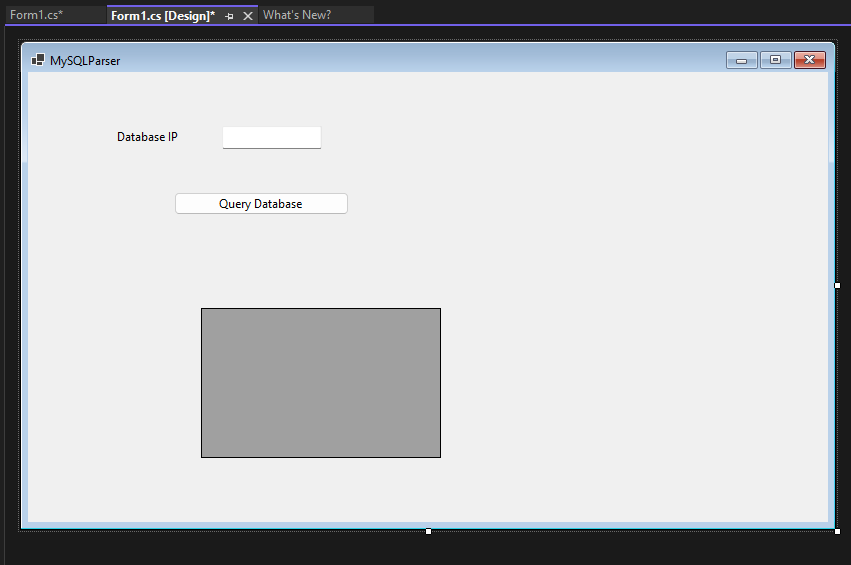 Form1.cs*
Form1.cs [Design]*
What's New?
MySQLParser
Database IP
Query Database